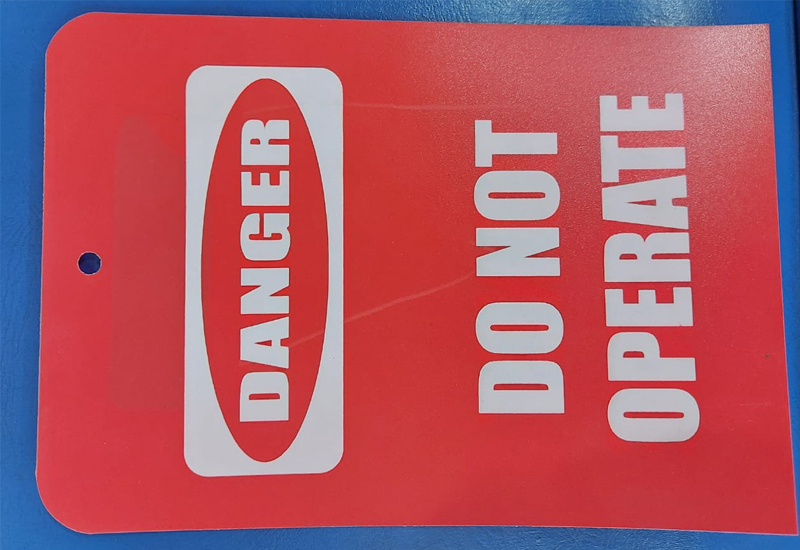 DANGER
DO NOT
OPERATE